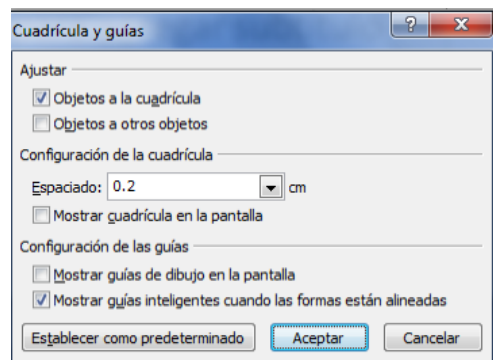 Cuadrícula y guías
Ajustar
Objetos a la cuadrícula
Objetos a otros objetos
Configuración de la cuadrícula
Espaciado: 0.2 cm
Mostrar cuadrícula en la pantalla
Configuración de las guías
Mostrar guías de dibujo en la pantalla
Mostrar guías inteligentes cuando las formas están alineadas
Establecer como predeterminado Aceptar Cancelar